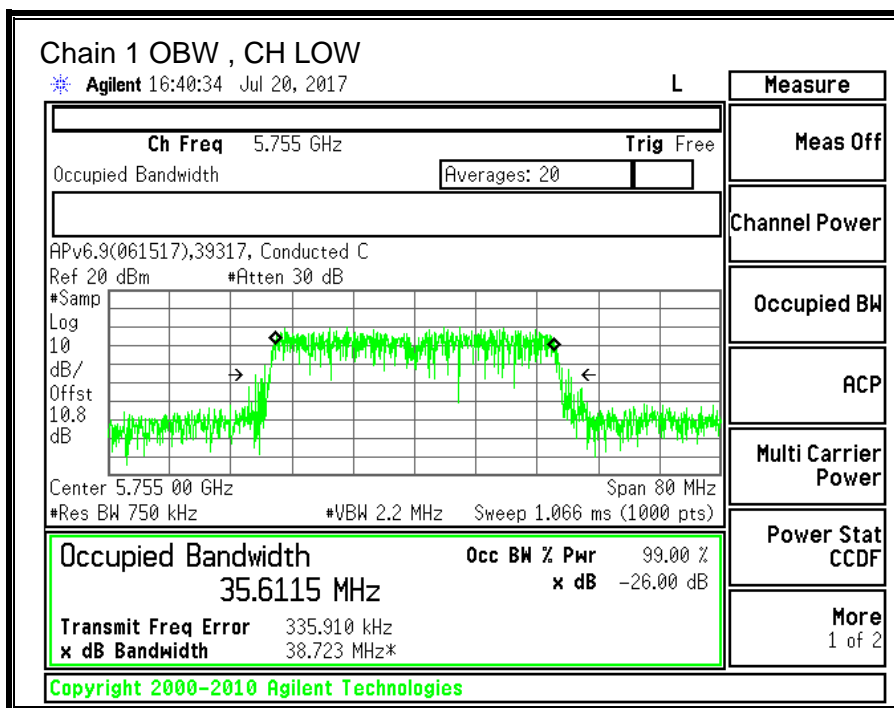 Chain 1 OBW , CH LOW
Agilent 16:40:34 Jul 20, 2017 L
Measure
Ch Freq 5.755 GHz Trig Free
Meas Off
Occupied Bandwidth Averages: 20
Channel Power
APv6.9(061517),39317, Conducted C
Ref 20 dBm #Atten 30 dB
Occupied BW
#Samp
Log
10
dB/
Offst
10.8
dB
ACP
Multi Carrier
Power
Center 5.755 00 GHz Span 80 MHz
#Res BW 750 kHz #VBW 2.2 MHz Sweep 1.066 ms (1000 pts)
Power Stat
CCDF
Occupied Bandwidth Occ BW % Pwr 99.00 %
35.6115 MHz x dB -26.00 dB
Transmit Freq Error 335.910 kHz
x dB Bandwidth 38.723 MHz*
More
1 of 2
Copyright 2000-2010 Agilent Technologies